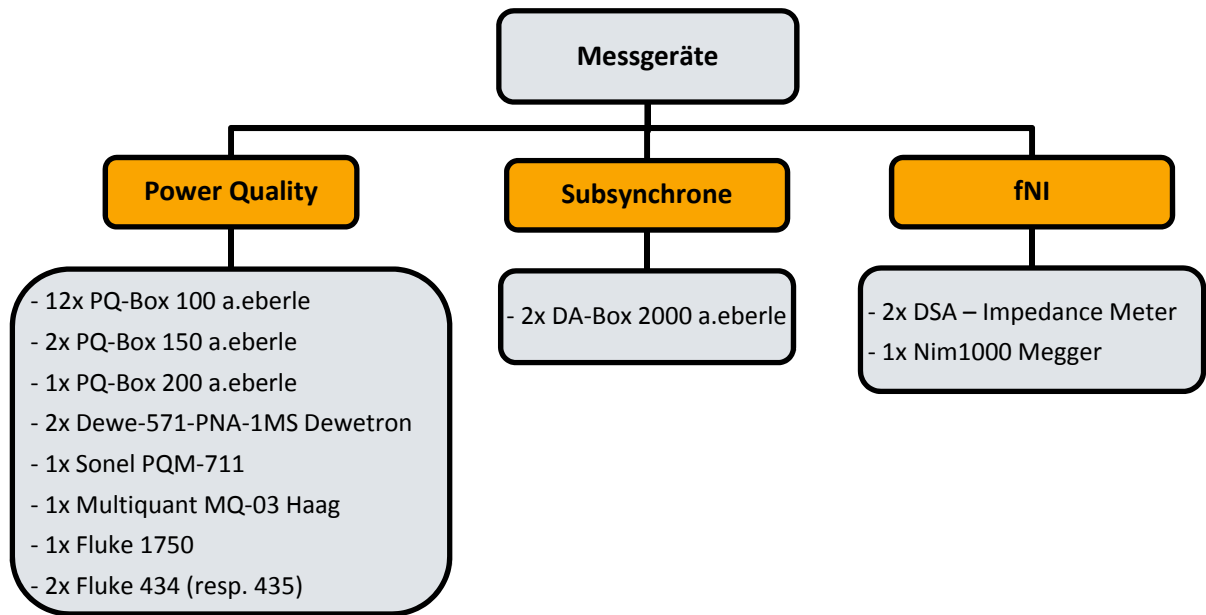 Messgeräte
Power Quality
- 12x PQ-Box 100 a.eberle
- 2x PQ-Box 150 a.eberle
- 1x PQ-Box 200 a.eberle
- 2x Dewe-571-PNA-1MS Dewetron
- 1x Sonel PQM-711
- 1x Multiquant MQ-03 Haag
- 1x Fluke 1750
- 2x Fluke 434 (resp. 435)
Subsynchrone
- 2x DA-Box 2000 a.eberle
fNI
- 2x DSA – Impedance Meter
- 1x Nim1000 Megger